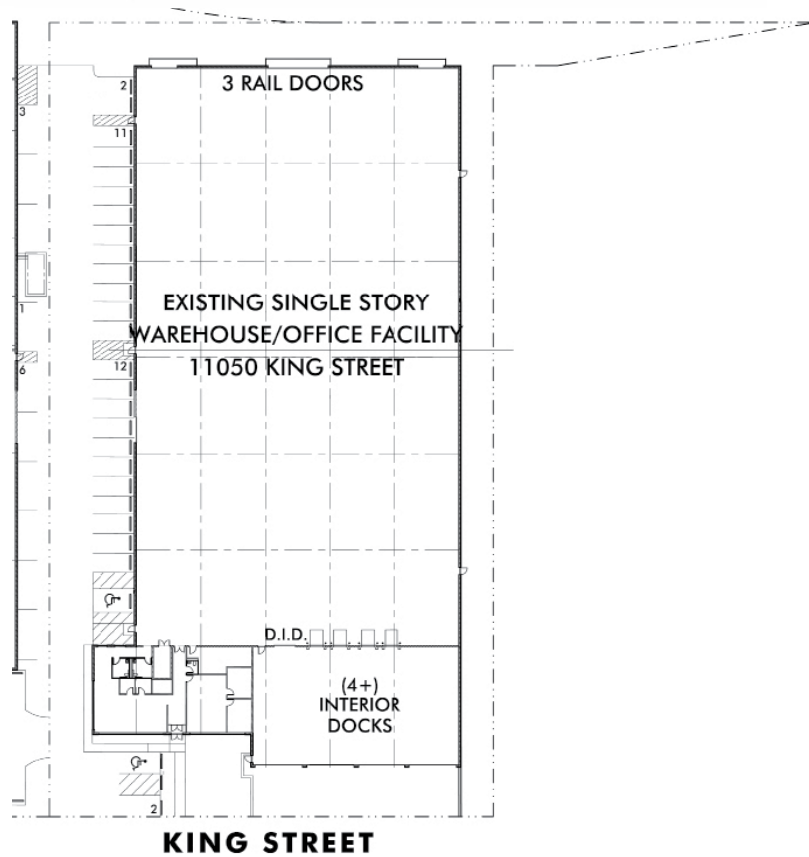 3 RAIL DOORS
2
3
11
EXISTING SINGLE STORY
WAREHOUSE/OFFICE FACILITY
11050 KING STREET
1
6
12
D.I.D.
(4+)
INTERIOR
DOCKS
2
KING STREET